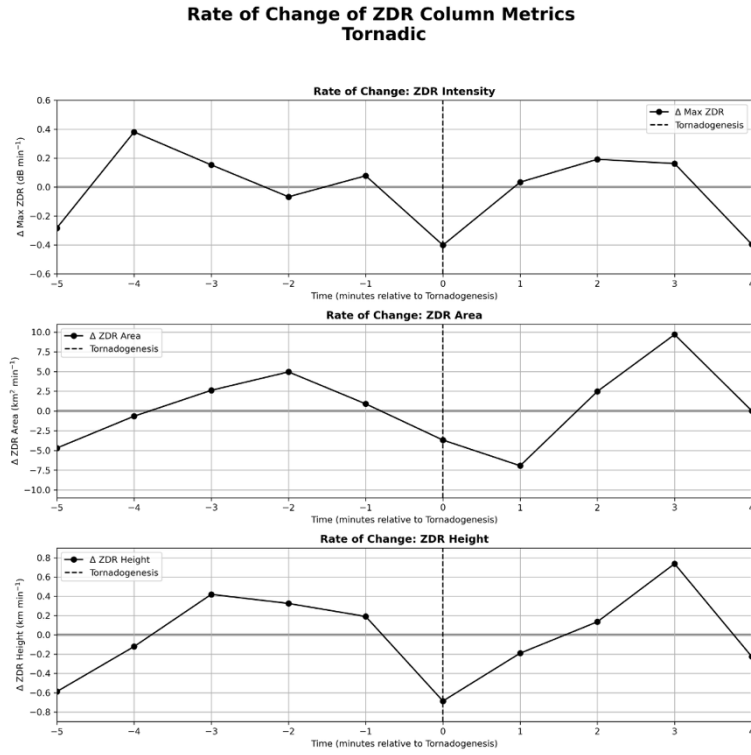 Rate of Change of ZDR Column Metrics
Tornadic
Rate of Change: ZDR Intensity
0.6
0.4
0.2
0.0
−0.2
−0.4
−0.6
Δ Max ZDR (dB min⁻¹)
Δ Max ZDR
Tornadogenesis
−5 −4 −3 −2 −1 0 1 2 3 4
Time (minutes relative to Tornadogenesis)
Rate of Change: ZDR Area
10.0
7.5
5.0
2.5
0.0
−2.5
−5.0
−7.5
−10.0
Δ ZDR Area (km² min⁻¹)
Δ ZDR Area
Tornadogenesis
−5 −4 −3 −2 −1 0 1 2 3 4
Time (minutes relative to Tornadogenesis)
Rate of Change: ZDR Height
0.8
0.6
0.4
0.2
0.0
−0.2
−0.4
−0.6
−0.8
Δ ZDR Height (km min⁻¹)
Δ ZDR Height
Tornadogenesis
−5 −4 −3 −2 −1 0 1 2 3 4
Time (minutes relative to Tornadogenesis)